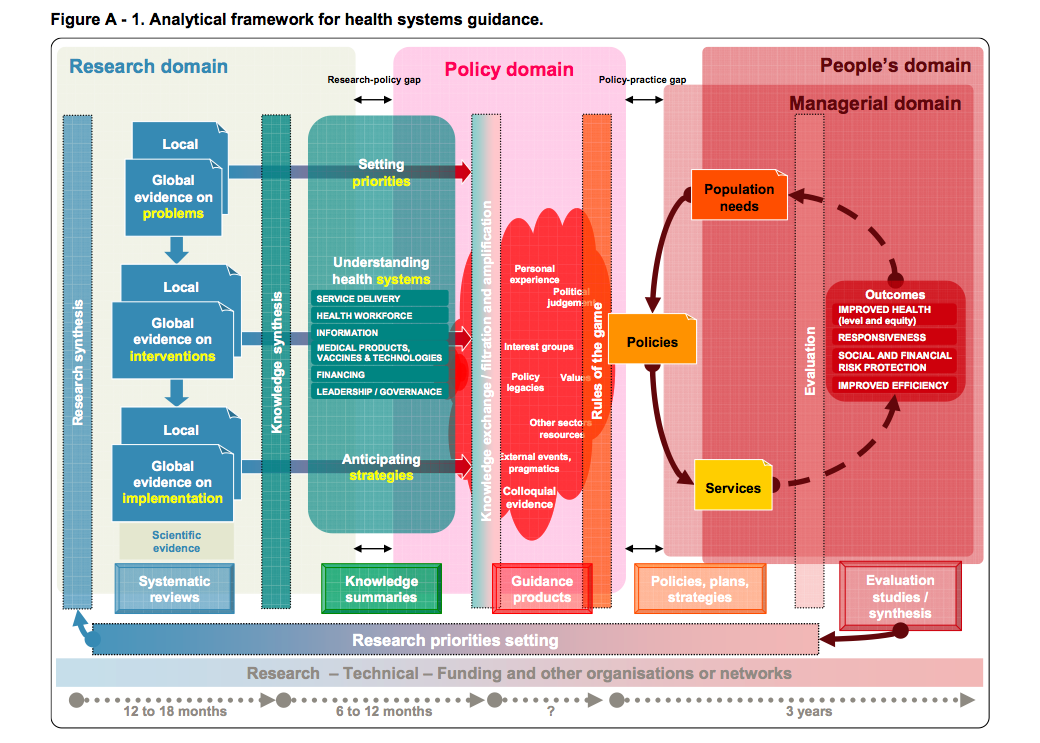 Figure A - 1. Analytical framework for health systems guidance.
Research domain
Research-policy gap
Policy domain
Policy-practice gap
People's domain
Managerial domain
Research synthesis
Local
Global
evidence on
problems
Local
Global
evidence on
interventions
Local
Global
evidence on
implementation
Scientific
evidence
Systematic
reviews
Knowledge synthesis
Setting
priorities
Understanding
health systems
SERVICE DELIVERY
HEALTH WORKFORCE
INFORMATION
MEDICAL PRODUCTS,
VACCINES & TECHNOLOGIES
FINANCING
LEADERSHIP / GOVERNANCE
Anticipating
strategies
Knowledge
summaries
Knowledge exchange / filtration and amplification
Personal
experience
Political
judgement
Interest groups
Policy
legacies
Values
Other sectors
resources
External events,
pragmatics
Colloquial
evidence
Guidance
products
Rules of the game
Population
needs
Policies
Services
Policies, plans,
strategies
Evaluation
Outcomes
IMPROVED HEALTH
(level and equity)
RESPONSIVENESS
SOCIAL AND FINANCIAL
RISK PROTECTION
IMPROVED EFFICIENCY
Evaluation
studies /
synthesis
Research priorities setting
Research – Technical – Funding and other organisations or networks
12 to 18 months
6 to 12 months
?
3 years